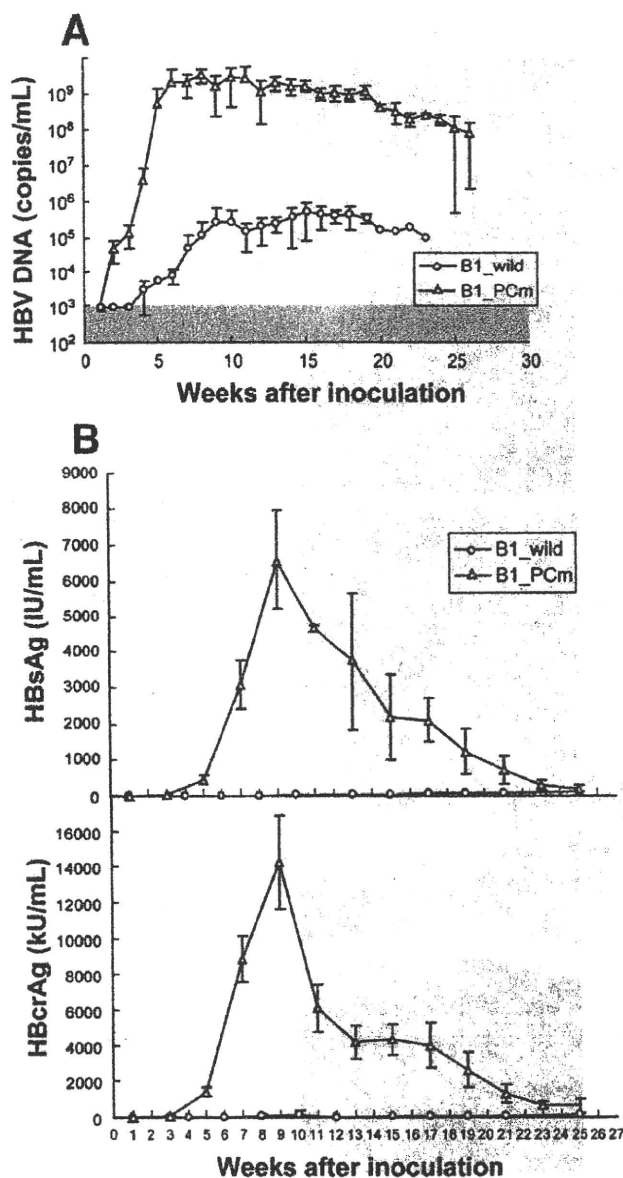 A
HBV DNA (copies/mL)
10⁹
10⁸
10⁷
10⁶
10⁵
10⁴
10³
10²
0 5 10 15 20 25 30
B1_wild
B1_PCm
Weeks after inoculation
B
HBsAg (IU/mL)
9000
8000
7000
6000
5000
4000
3000
2000
1000
0
B1_wild
B1_PCm
HBcrAg (kU/mL)
16000
14000
12000
10000
8000
6000
4000
2000
0
0 1 2 3 4 5 6 7 8 9 10 11 12 13 14 15 16 17 18 19 20 21 22 23 24 25 26 27
Weeks after inoculation